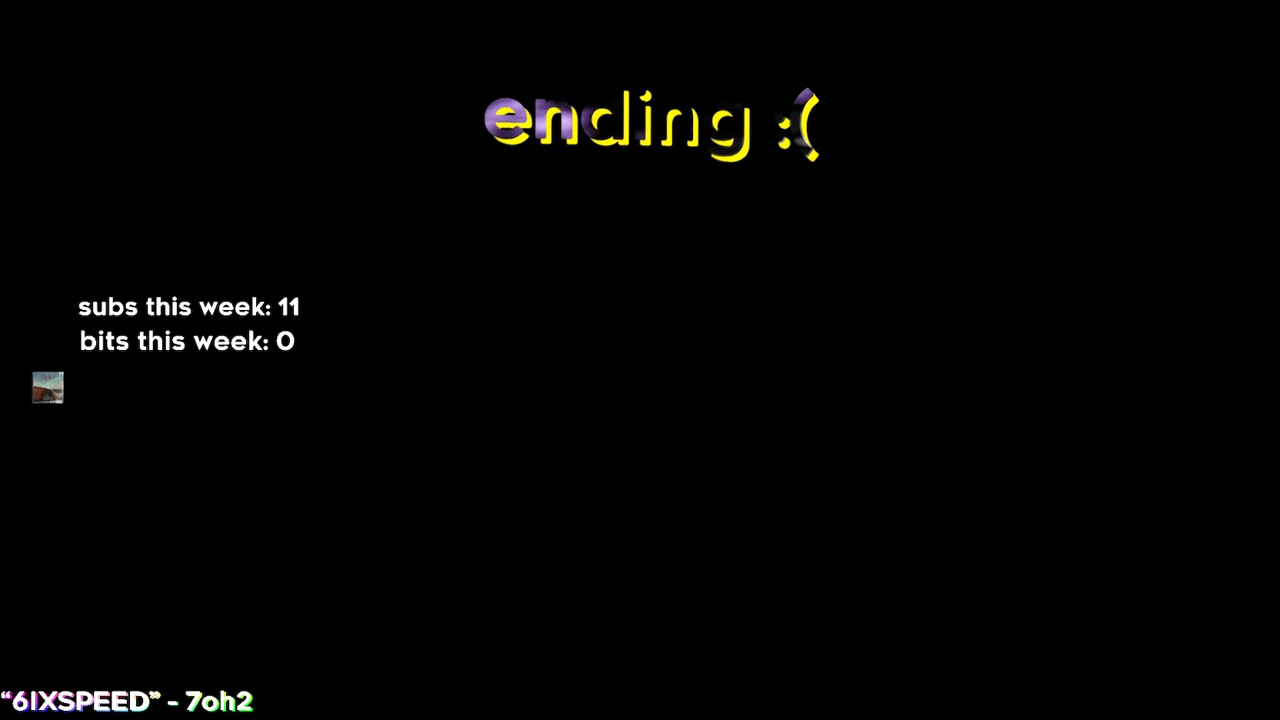 ending :(
subs this week: 11
bits this week: 0
“6IXSPEED” - 7oh2